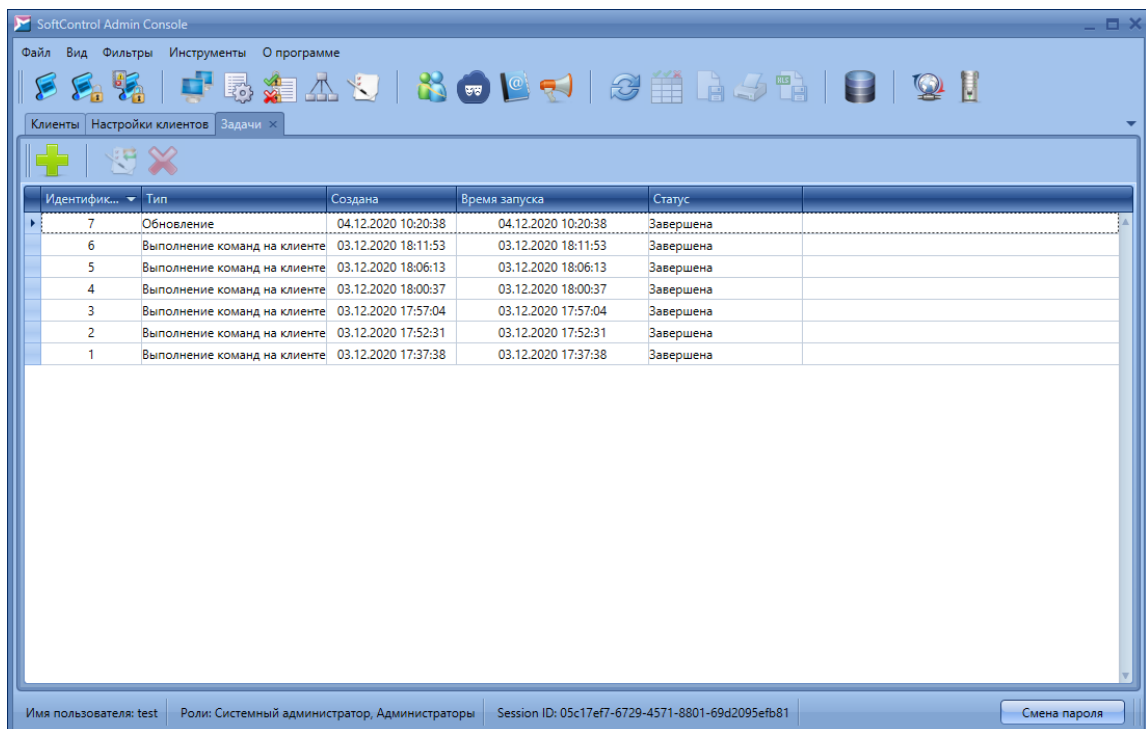 SoftControl Admin Console
Файл Вид Фильтры Инструменты О программе
Клиенты Настройки клиентов Задачи
Идентифик... Тип Создана Время запуска Статус
7 Обновление 04.12.2020 10:20:38 04.12.2020 10:20:38 Завершена
6 Выполнение команд на клиенте 03.12.2020 18:11:53 03.12.2020 18:11:53 Завершена
5 Выполнение команд на клиенте 03.12.2020 18:06:13 03.12.2020 18:06:13 Завершена
4 Выполнение команд на клиенте 03.12.2020 18:00:37 03.12.2020 18:00:37 Завершена
3 Выполнение команд на клиенте 03.12.2020 17:57:04 03.12.2020 17:57:04 Завершена
2 Выполнение команд на клиенте 03.12.2020 17:52:31 03.12.2020 17:52:31 Завершена
1 Выполнение команд на клиенте 03.12.2020 17:37:38 03.12.2020 17:37:38 Завершена
Имя пользователя: test Роли: Системный администратор, Администраторы Session ID: 05c17ef7-6729-4571-8801-69d2095efb81 Смена пароля